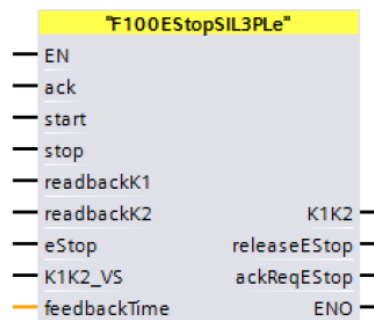 "F100EStopSIL3PLe"
EN
ack
start
stop
readbackK1
readbackK2 K1K2
eStop releaseEStop
K1K2_VS ackReqEStop
feedbackTime ENO